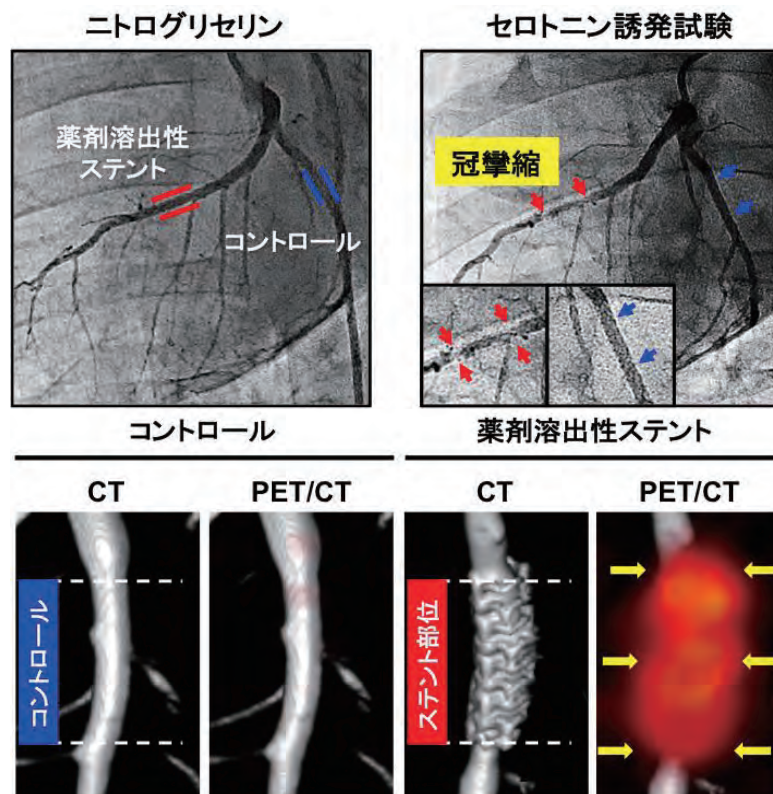 ニトログリセリン
セロトニン誘発試験
薬剤溶出性
ステント
コントロール
冠攣縮
コントロール
薬剤溶出性ステント
CT
PET/CT
CT
PET/CT
コントロール
ステント部位